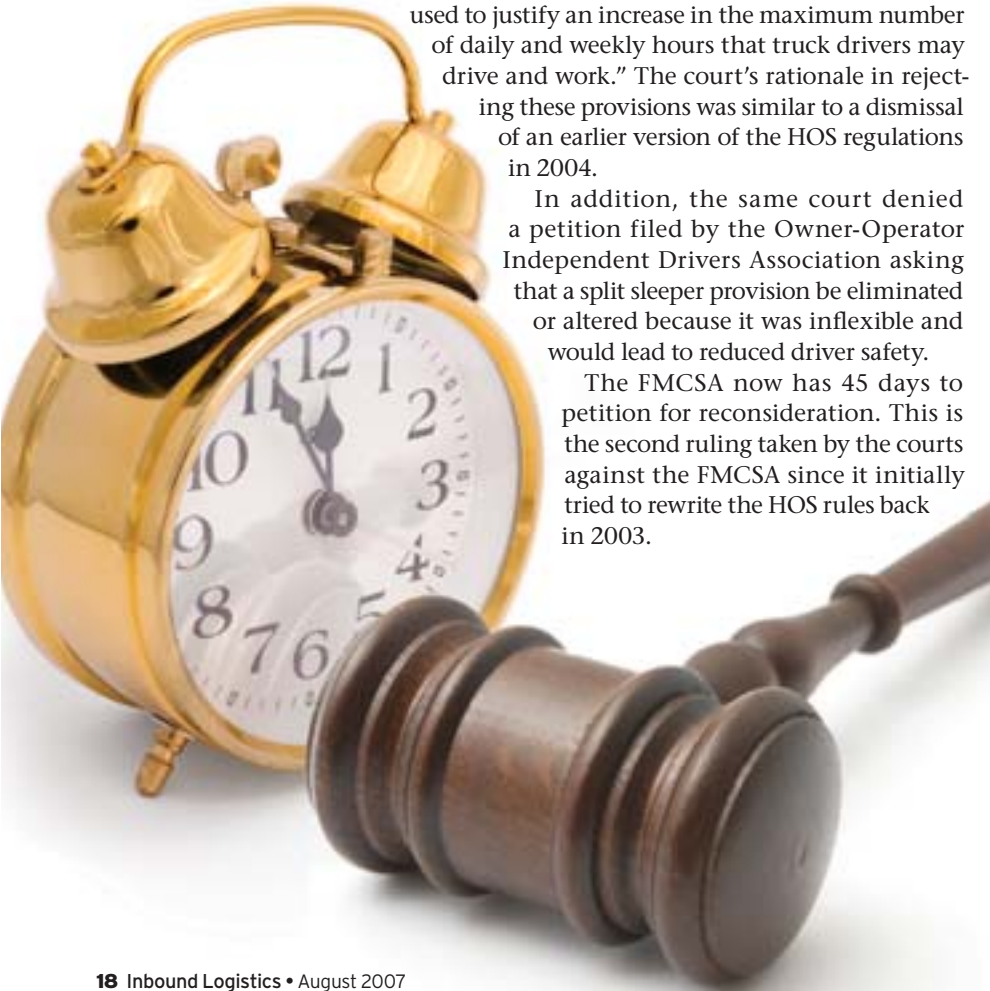 used to justify an increase in the maximum number
of daily and weekly hours that truck drivers may
drive and work.” The court’s rationale in reject-
ing these provisions was similar to a dismissal
of an earlier version of the HOS regulations
in 2004.
In addition, the same court denied
a petition filed by the Owner-Operator
Independent Drivers Association asking
that a split sleeper provision be eliminated
or altered because it was inflexible and
would lead to reduced driver safety.
The FMCSA now has 45 days to
petition for reconsideration. This is
the second ruling taken by the courts
against the FMCSA since it initially
tried to rewrite the HOS rules back
in 2003.
11 12 1
10 2
9 3
8 4
7 6 5
18 Inbound Logistics • August 2007